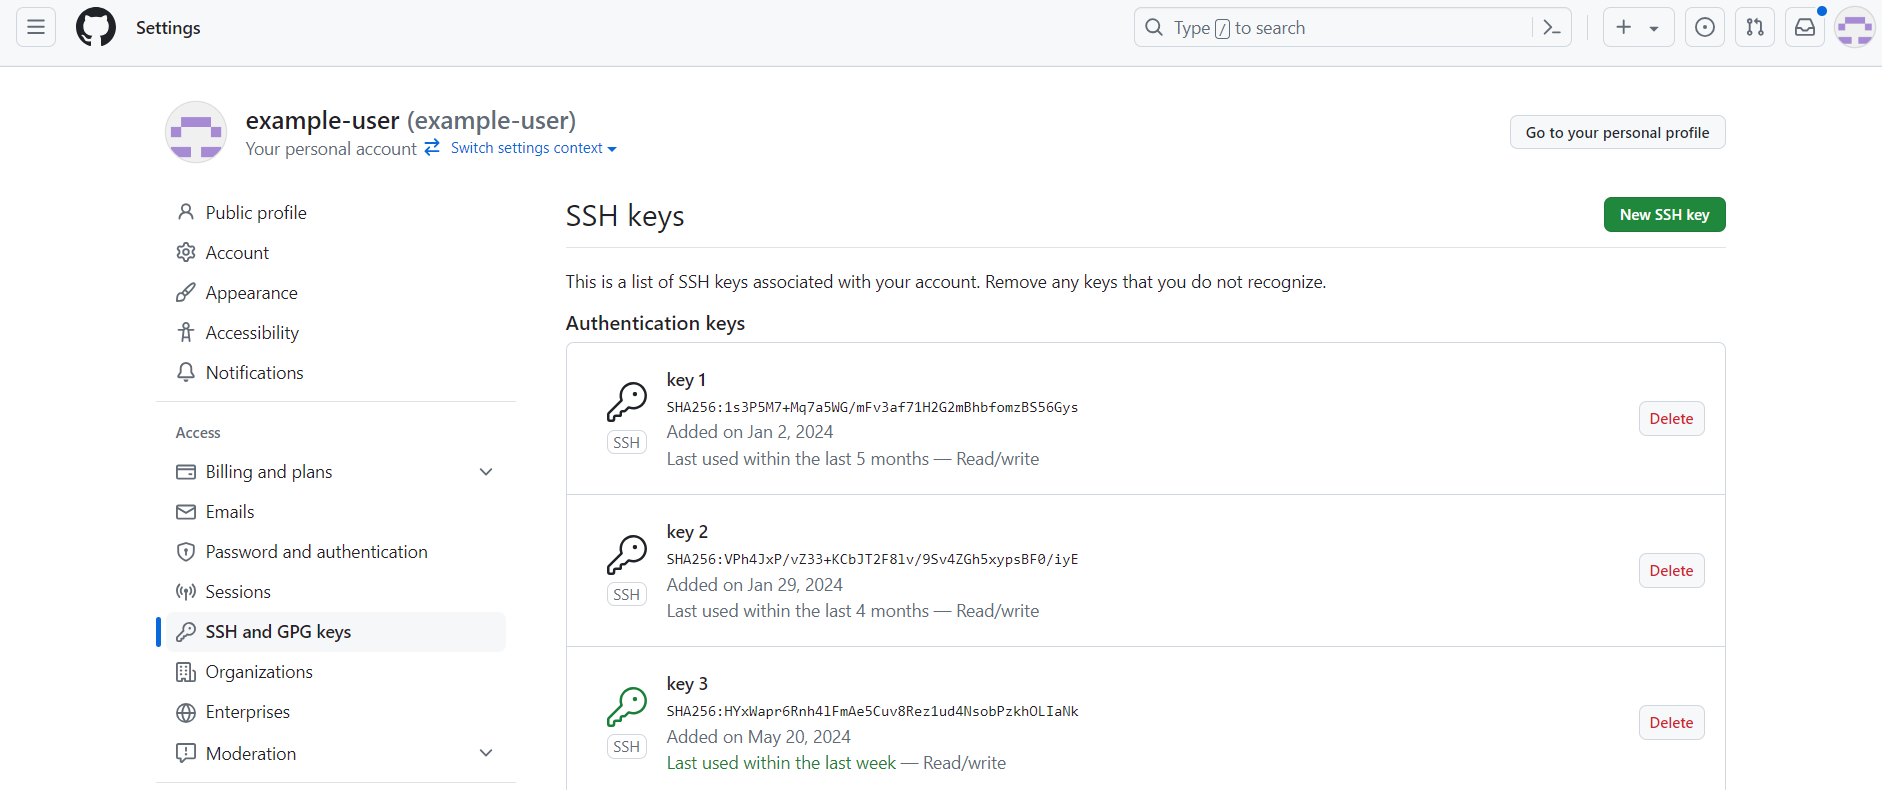 Settings
Type / to search
example-user (example-user)
Your personal account
Switch settings context
Go to your personal profile
Public profile
Account
Appearance
Accessibility
Notifications
Access
Billing and plans
Emails
Password and authentication
Sessions
SSH and GPG keys
Organizations
Enterprises
Moderation
SSH keys
New SSH key
This is a list of SSH keys associated with your account. Remove any keys that you do not recognize.
Authentication keys
key 1
SHA256:1s3P5M7+Mq7a5WG/mFv3af71H2G2mBhbfomzBS56Gys
Added on Jan 2, 2024
Last used within the last 5 months — Read/write
SSH
Delete
key 2
SHA256:VPh4JxP/vZ33+KCbJT2F8lv/9Sv4ZGh5xypsBF0/iyE
Added on Jan 29, 2024
Last used within the last 4 months — Read/write
SSH
Delete
key 3
SHA256:HYxWapr6Rnh4lFmAe5Cuv8Rez1ud4NsobPzkhOLIaNk
Added on May 20, 2024
Last used within the last week — Read/write
SSH
Delete